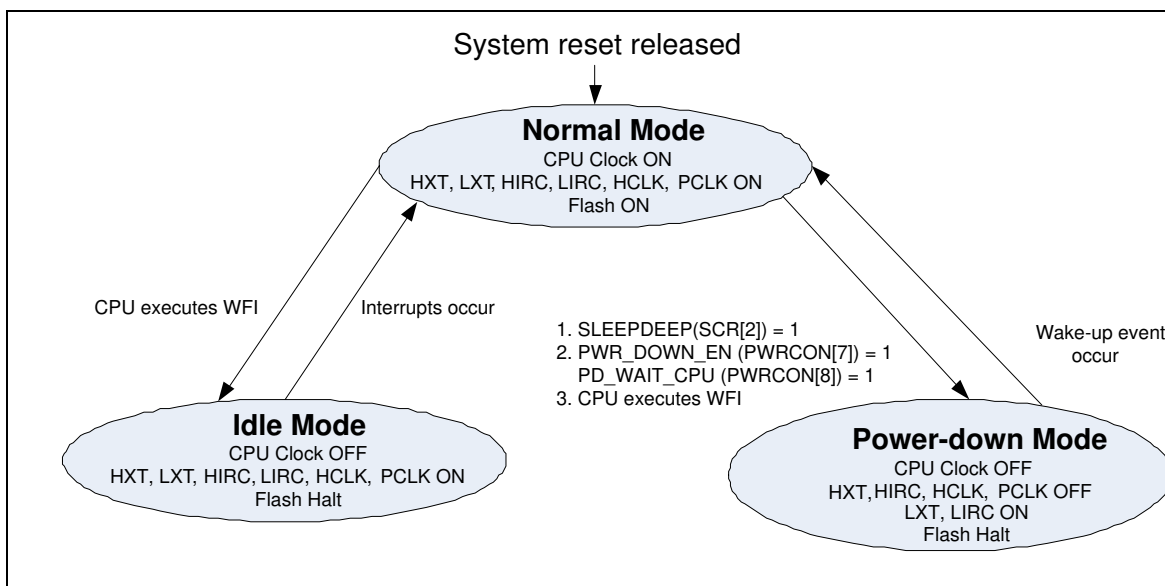 System reset released
Normal Mode
CPU Clock ON
HXT, LXT, HIRC, LIRC, HCLK, PCLK ON
Flash ON
CPU executes WFI
Interrupts occur
1. SLEEPDEEP(SCR[2]) = 1
2. PWR_DOWN_EN (PWRCON[7]) = 1
PD_WAIT_CPU (PWRCON[8]) = 1
3. CPU executes WFI
Wake-up event
occur
Idle Mode
CPU Clock OFF
HXT, LXT, HIRC, LIRC, HCLK, PCLK ON
Flash Halt
Power-down Mode
CPU Clock OFF
HXT, HIRC, HCLK, PCLK OFF
LXT, LIRC ON
Flash Halt